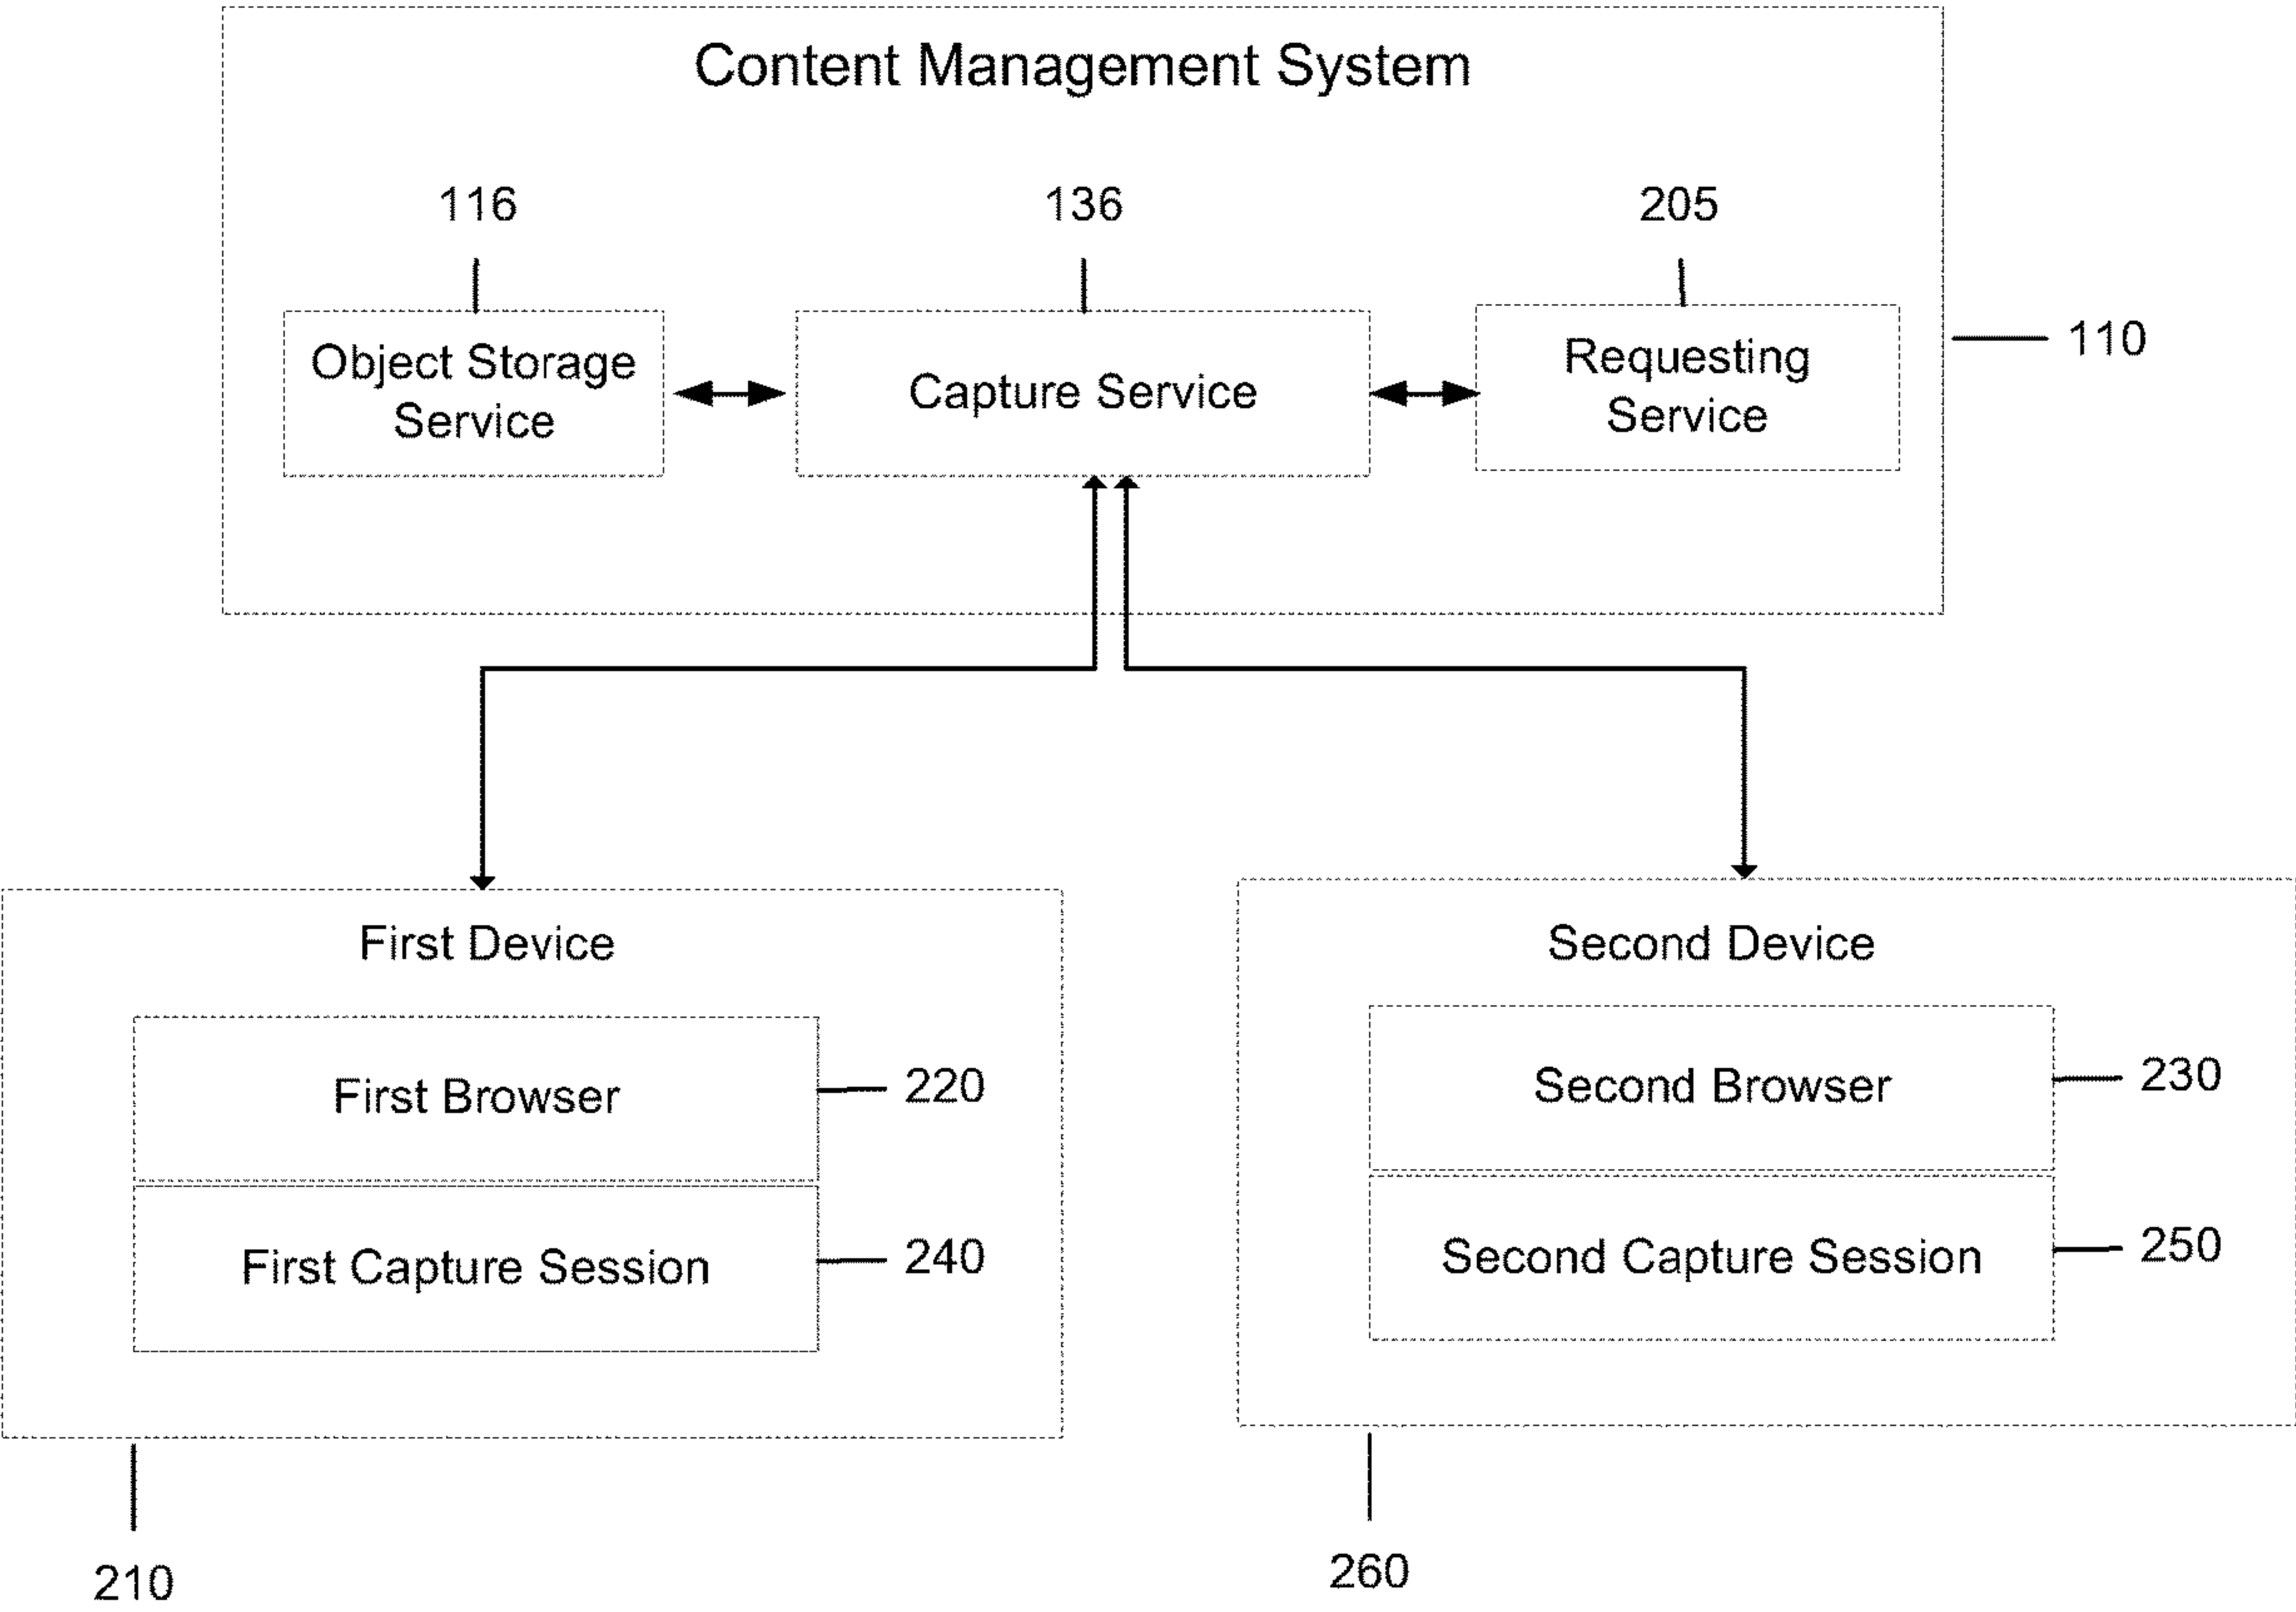 Content Management System
116
136
205
Object Storage
Service
Capture Service
Requesting
Service
110
First Device
First Browser
220
First Capture Session
240
210
Second Device
Second Browser
230
Second Capture Session
250
260